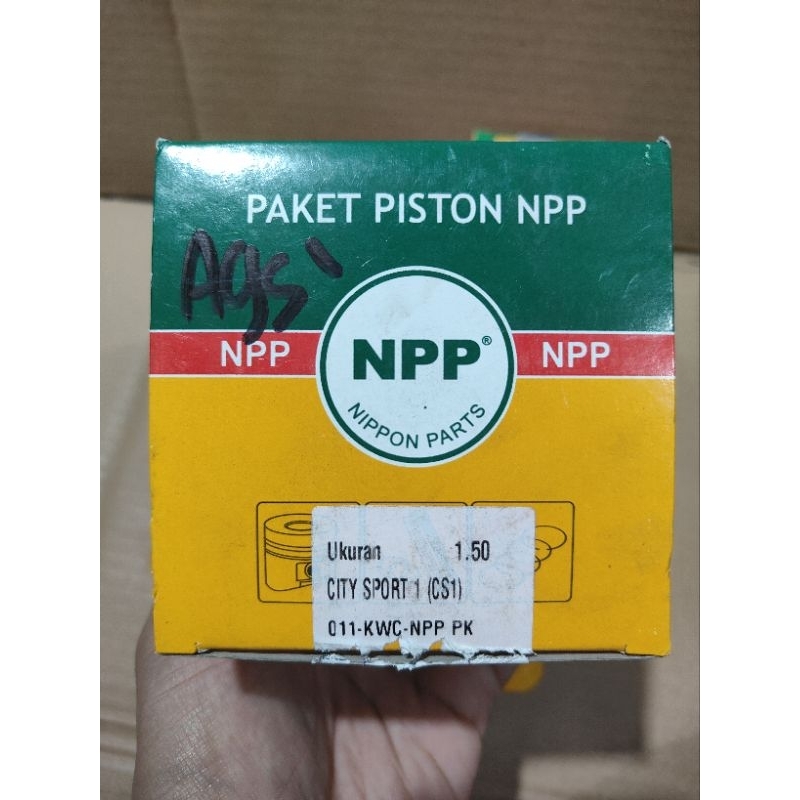 PAKET PISTON NPP
Ags
NPP
NPP®
NPP
NIPPON PARTS
Ukuran 1.50
CITY SPORT 1 (CS1)
011-KWC-NPP PK